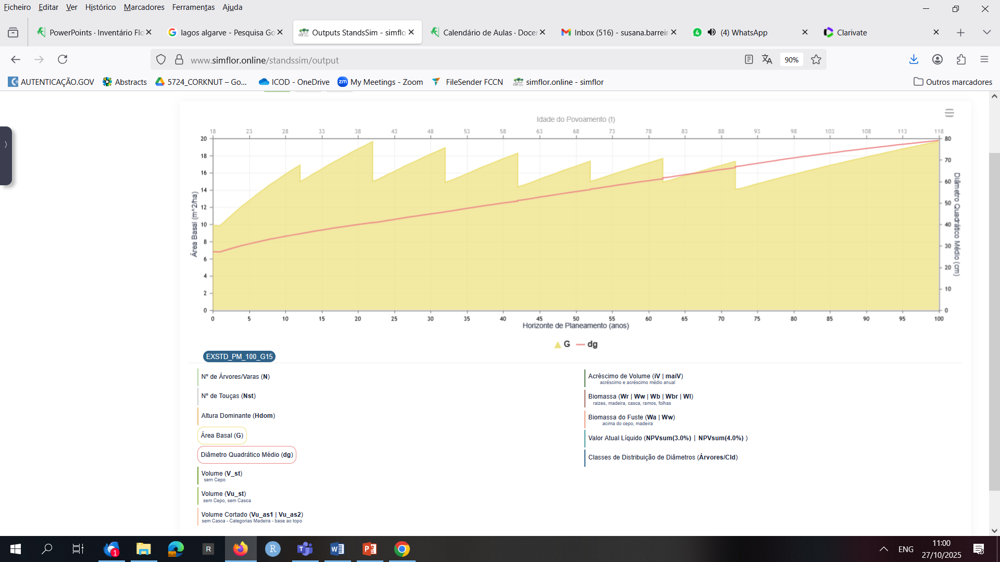 Ficheiro Editar Ver Histórico Marcadores Ferramentas Ajuda
PowerPoints · Inventário Flo
lagos algarve - Pesquisa Go
Outputs StandsSim - simflo
Calendário de Aulas · Docen
Inbox (516) - susana.barreir
4 (4) WhatsApp
Clarivate
www.simflor.online/standssim/output
90%
AUTENTICAÇÃO.GOV
Abstracts
5724_CORKNUT – Go...
ICOD - OneDrive
zm My Meetings - Zoom
FileSender FCCN
simflor.online - simflor
Outros marcadores
Idade do Povoamento (t)
18 23 28 33 38 43 48 53 58 63 68 73 78 83 88 93 98 103 108 113 118
Área Basal (m^2/ha)
20
18
16
14
12
10
8
6
4
2
0
80
70
60
50
40
30
20
10
0
Diâmetro Quadrático Médio (cm)
0 5 10 15 20 25 30 35 40 45 50 55 60 65 70 75 80 85 90 95 100
Horizonte de Planeamento (anos)
G dg
EXSTD_PM_100_G15
Nº de Árvores/Varas (N)
Nº de Touças (Nst)
Altura Dominante (Hdom)
Área Basal (G)
Diâmetro Quadrático Médio (dg)
Volume (V_st)
sem Cepo
Volume (Vu_st)
sem Cepo, sem Casca
Volume Cortado (Vu_as1 | Vu_as2)
sem Casca - Categorias Madeira - base ao topo
Acréscimo de Volume (iV | maiV)
acréscimo e acréscimo médio anual
Biomassa (Wr | Ww | Wb | Wbr | Wl)
raizes, madeira, casca, ramos, folhas
Biomassa do Fuste (Wa | Ww)
acima do cepo, madeira
Valor Atual Líquido (NPVsum(3.0%) | NPVsum(4.0%) )
Classes de Distribuição de Diâmetros (Árvores/Cld)
1
R
R
ENG
11:00
27/10/2025